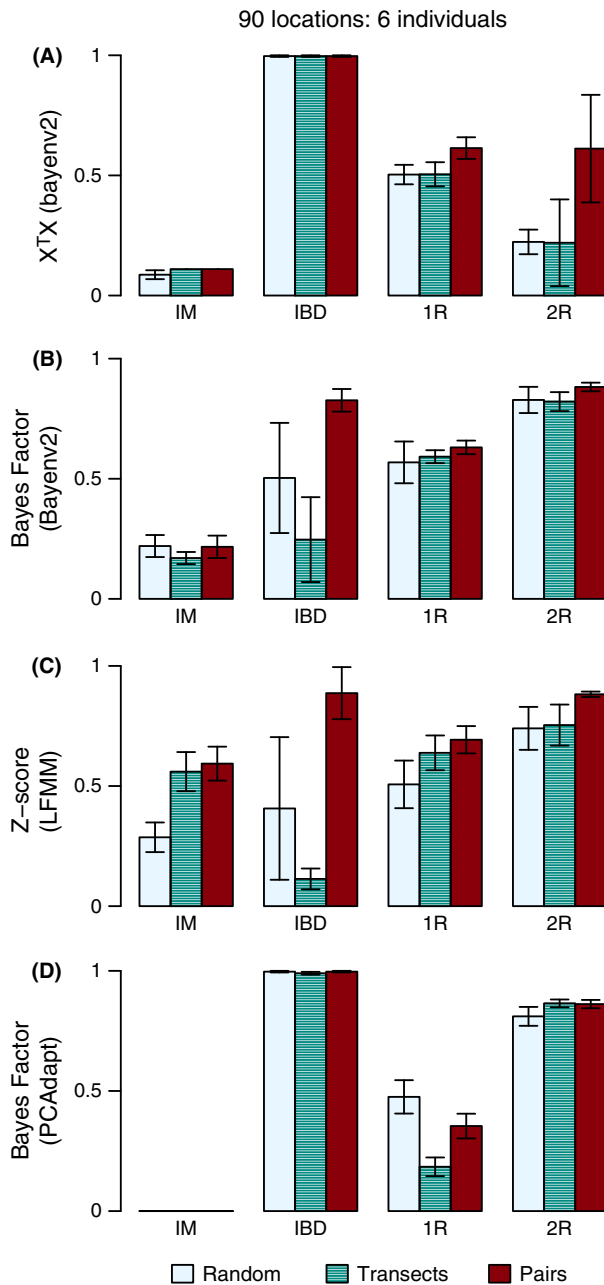 90 locations: 6 individuals
(A)
XTX (bayenv2)
1
0.5
0
IM IBD 1R 2R
(B)
Bayes Factor
(Bayenv2)
1
0.5
0
IM IBD 1R 2R
(C)
Z−score
(LFMM)
1
0.5
0
IM IBD 1R 2R
(D)
Bayes Factor
(PCAdapt)
1
0.5
0
IM IBD 1R 2R
Random Transects Pairs